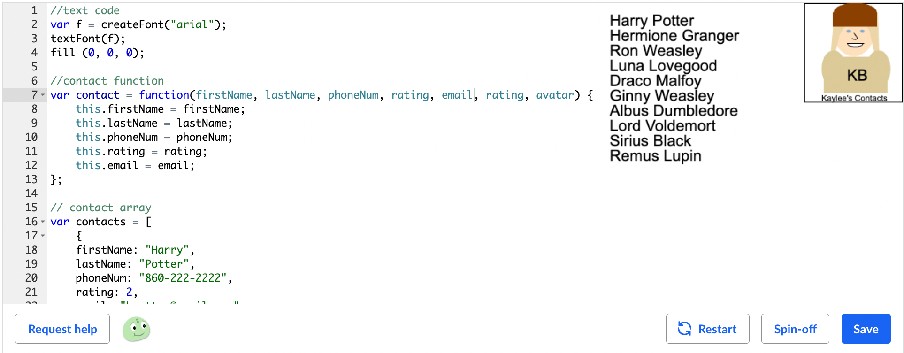 1 //text code
2 var f = createFont("arial");
3 textFont(f);
4 fill (0, 0, 0);
5
6 //contact function
7 var contact = function(firstName, lastName, phoneNum, rating, email, rating, avatar) {
8 this.firstName = firstName;
9 this.lastName = lastName;
10 this.phoneNum = phoneNum;
11 this.rating = rating;
12 this.email = email;
13 };
14
15 // contact array
16 var contacts = [
17 {
18 firstName: "Harry",
19 lastName: "Potter",
20 phoneNum: "860-222-2222",
21 rating: 2,
Harry Potter
Hermione Granger
Ron Weasley
Luna Lovegood
Draco Malfoy
Ginny Weasley
Albus Dumbledore
Lord Voldemort
Sirius Black
Remus Lupin
KB
Kaylee's Contacts
Request help
Restart
Spin-off
Save